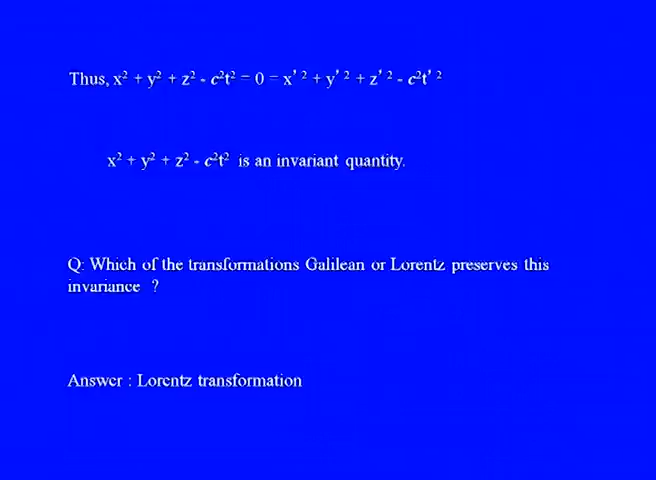 Thus, x² + y² + z² - c²t² = 0 = x' ² + y' ² + z' ² - c²t' ²
x² + y² + z² - c²t² is an invariant quantity.
Q: Which of the transformations Galilean or Lorentz preserves this
invariance ?
Answer : Lorentz transformation